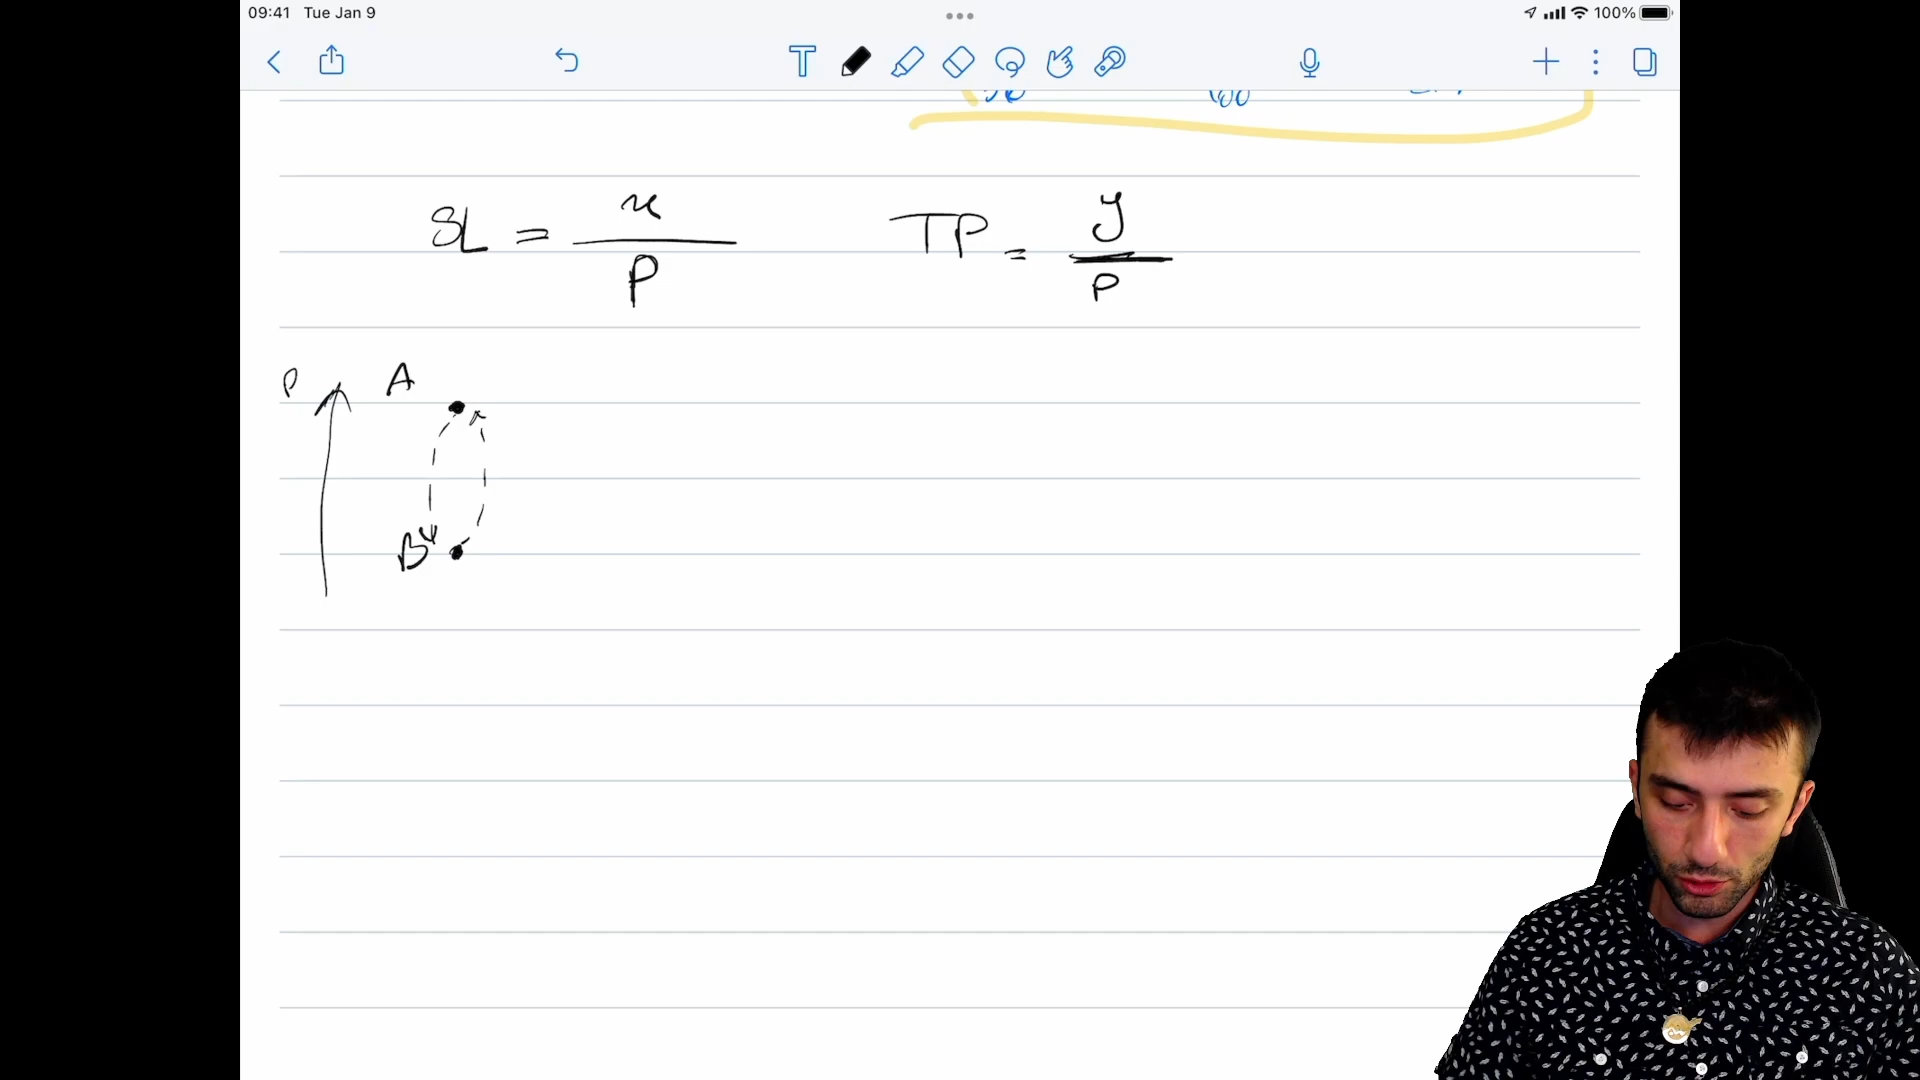 09:41 Tue Jan 9 100%
SL = x / P TP = y / P
P A
B